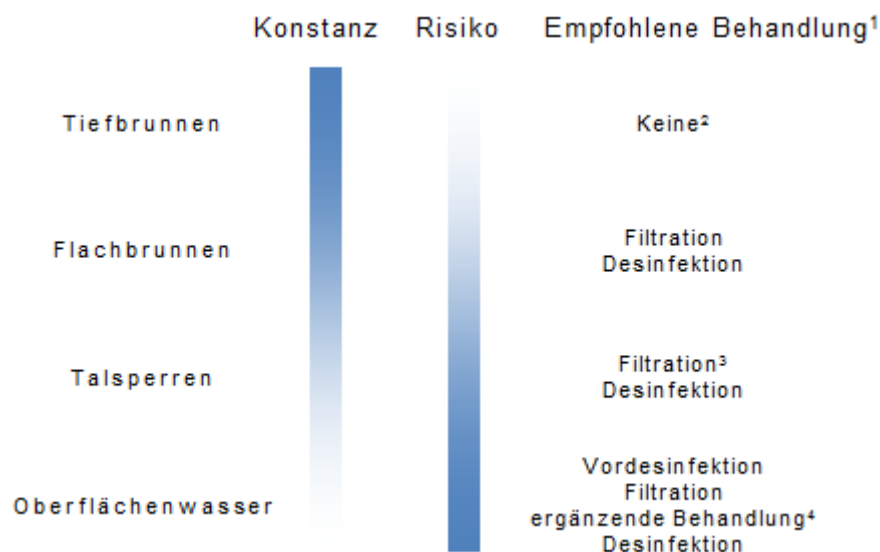 Konstanz Risiko Empfohlene Behandlung¹
Tiefbrunnen Keine²
Flachbrunnen Filtration
Desinfektion
Talsperren Filtration³
Desinfektion
Oberflächenwasser Vordesinfektion
Filtration
ergänzende Behandlung⁴
Desinfektion